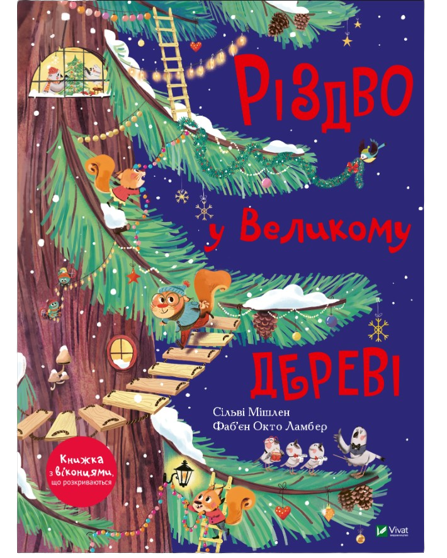 Різдво
у Великому
дереві
Сільві Мішлен
Фаб'єн Окто Ламбер
Книжка
з віконцями,
що розкриваються
Vivat